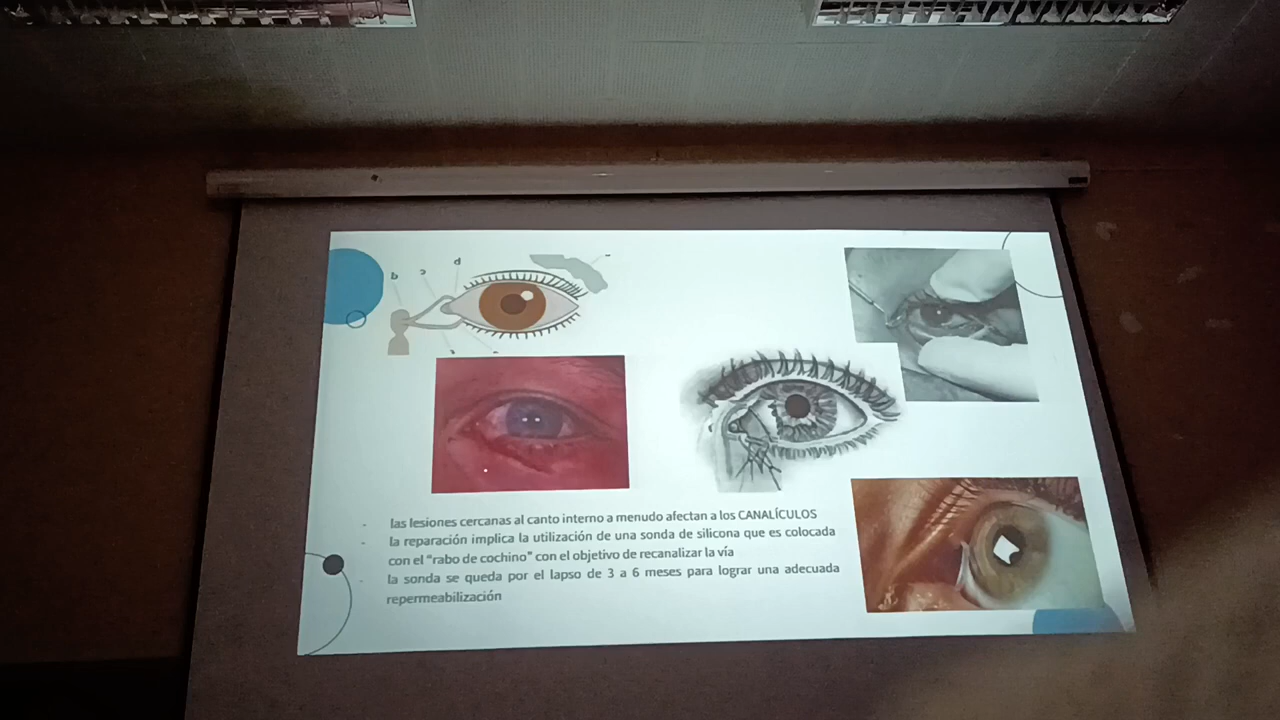 d
c
b
- las lesiones cercanas al canto interno a menudo afectan a los CANALÍCULOS
- la reparación implica la utilización de una sonda de silicona que es colocada
con el "rabo de cochino" con el objetivo de recanalizar la vía
la sonda se queda por el lapso de 3 a 6 meses para lograr una adecuada
repermeabilización